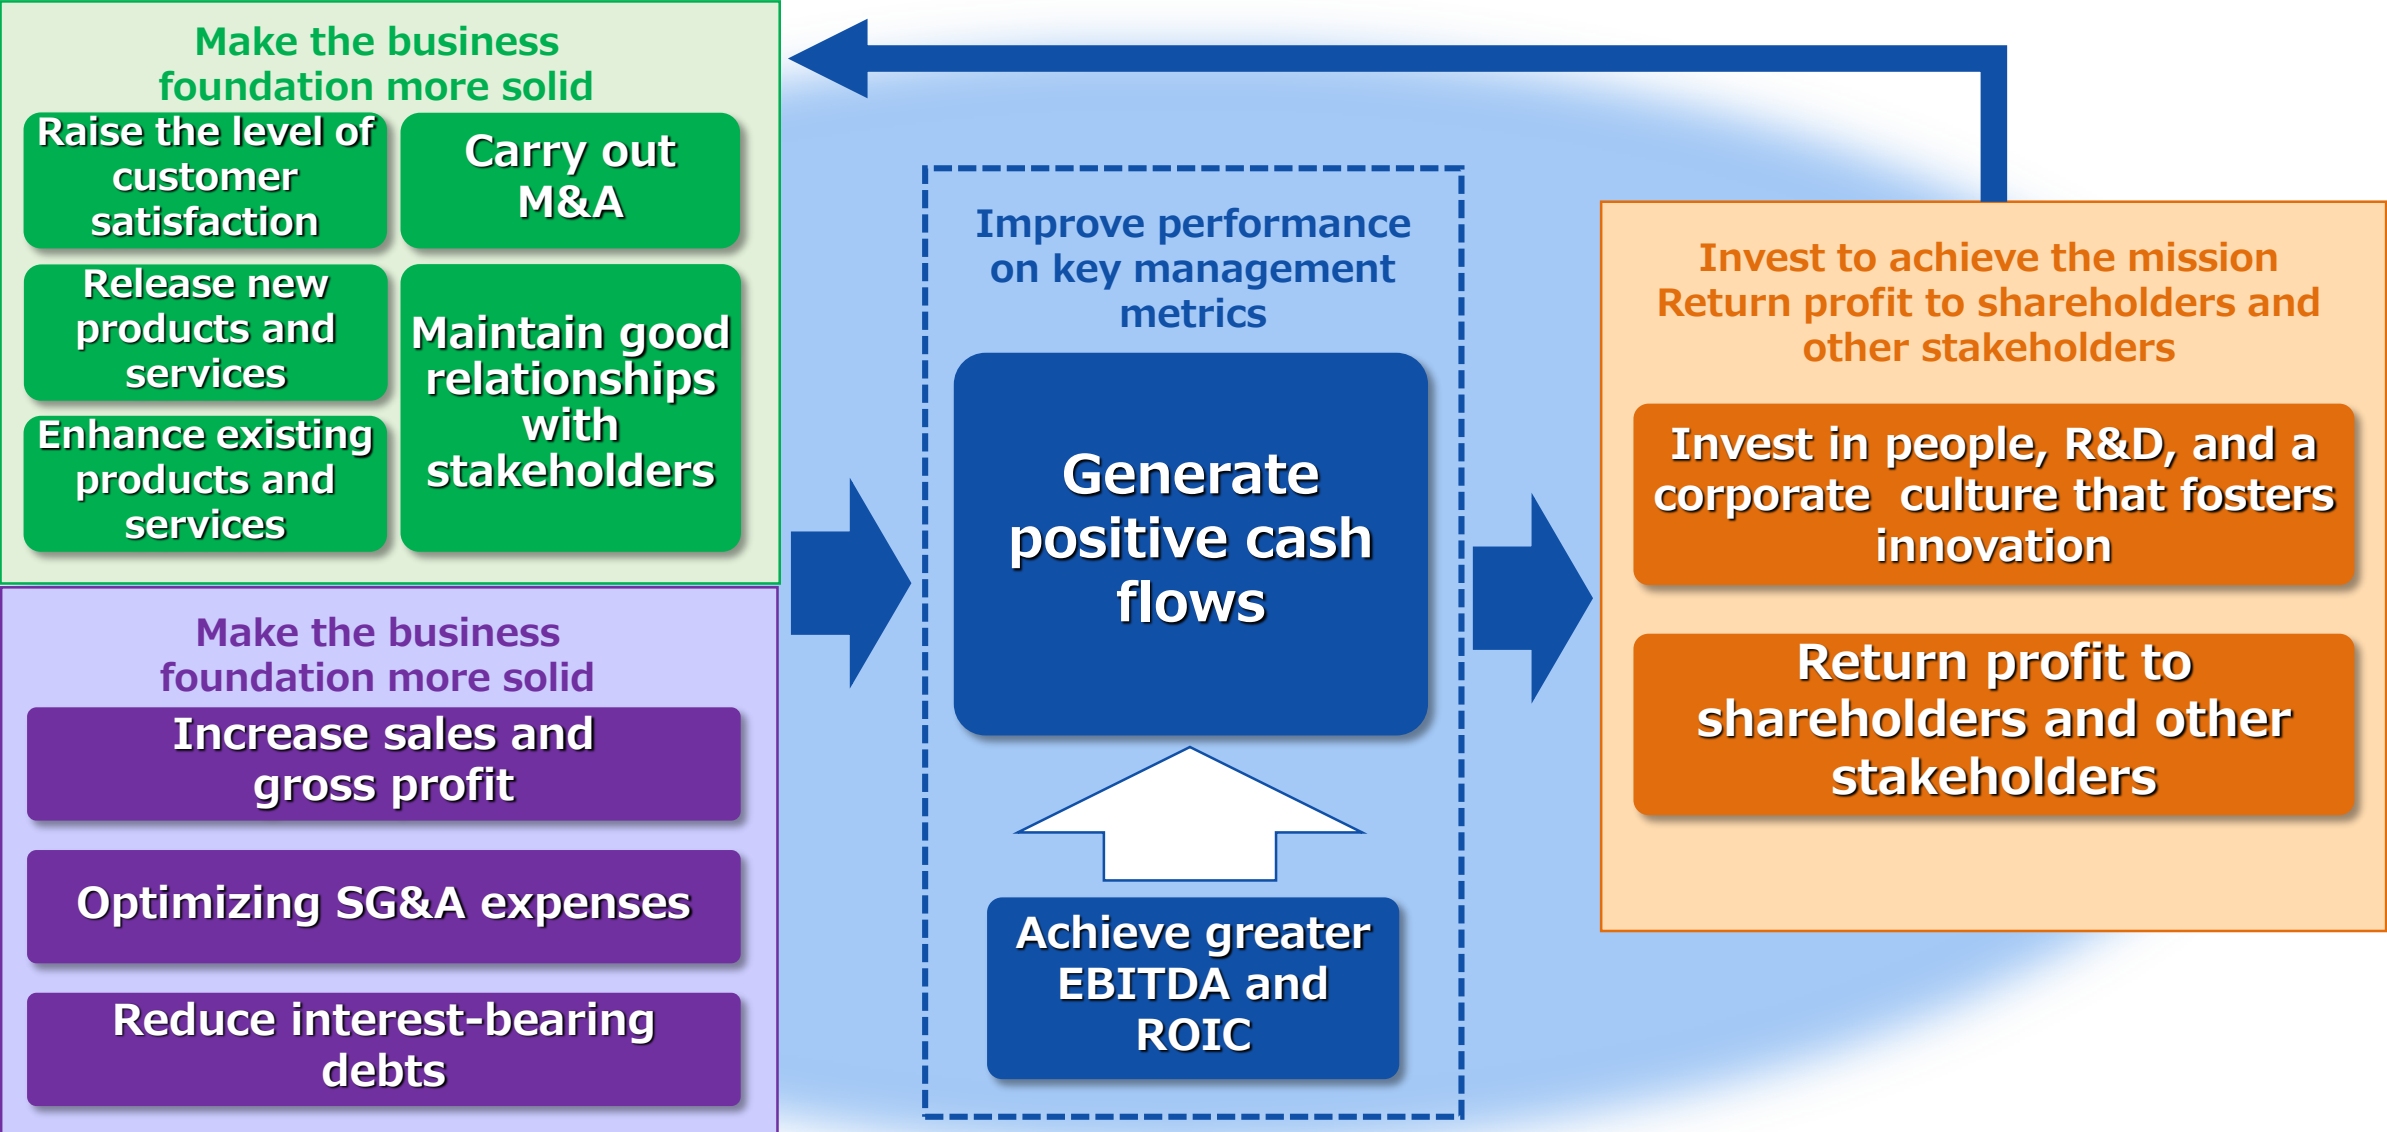 Make the business
foundation more solid
Raise the level of
customer
satisfaction
Carry out
M&A
Release new
products and
services
Maintain good
relationships
with
stakeholders
Enhance existing
products and
services
Make the business
foundation more solid
Increase sales and
gross profit
Optimizing SG&A expenses
Reduce interest-bearing
debts
Improve performance
on key management
metrics
Generate
positive cash
flows
Achieve greater
EBITDA and
ROIC
Invest to achieve the mission
Return profit to shareholders and
other stakeholders
Invest in people, R&D, and a
corporate  culture that fosters
innovation
Return profit to
shareholders and other
stakeholders